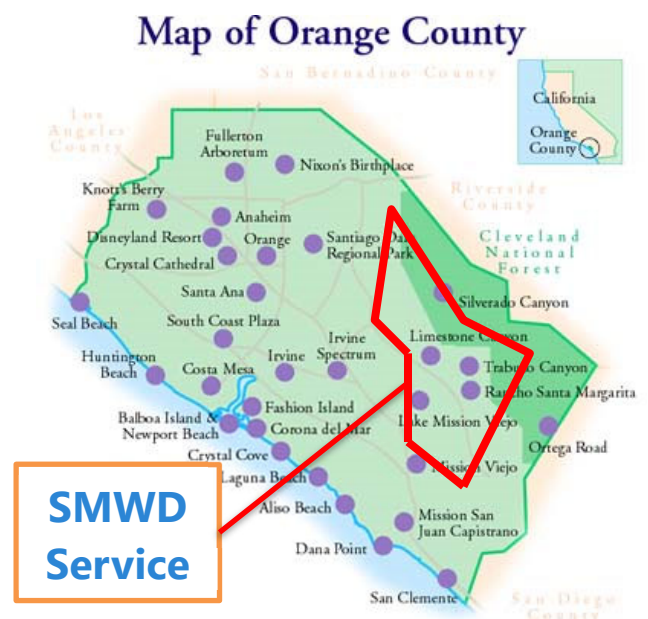 Map of Orange County
San Bernadino County
California
Orange
County
Los
Angeles
County
Fullerton
Arboretum
Nixon's Birthplace
Riverside
County
Knott's Berry
Farm
Anaheim
Disneyland Resort
Orange
Santiago
Regional Park
Cleveland
National
Forest
Crystal Cathedral
Santa Ana
Silverado Canyon
Seal Beach
South Coast Plaza
Limestone Canyon
Irvine
Spectrum
Huntington
Beach
Costa Mesa
Irvine
Trabuco Canyon
Rancho Santa Margarita
Fashion Island
Balboa Island &
Newport Beach
Corona del Mar
Lake Mission Viejo
Ortega Road
Crystal Cove
Mission Viejo
Laguna Beach
SMWD
Service
Aliso Beach
Mission San
Juan Capistrano
Dana Point
San Clemente
San Diego
County